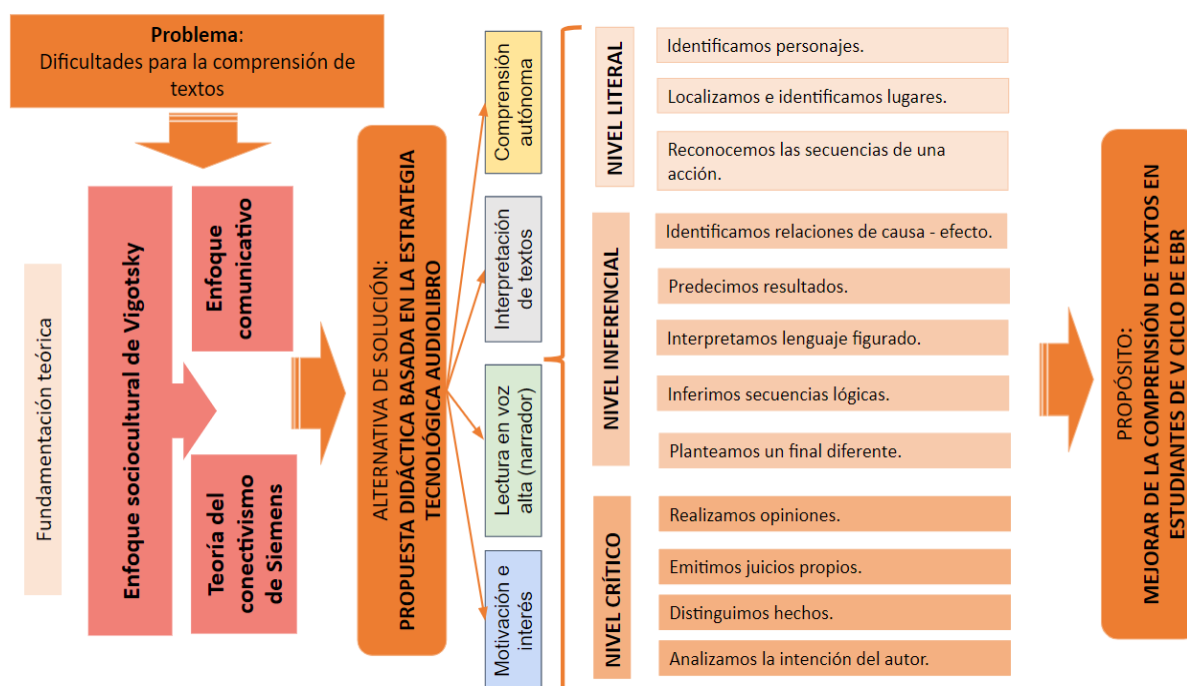 Problema:
Dificultades para la comprensión de
textos
Fundamentación teórica
Enfoque sociocultural de Vigotsky
Enfoque
comunicativo
Teoría del
conectivismo
de Siemens
ALTERNATIVA DE SOLUCIÓN:
PROPUESTA DIDÁCTICA BASADA EN LA ESTRATEGIA
TECNOLÓGICA AUDIOLIBRO
Comprensión
autónoma
Interpretación
de textos
Lectura en voz
alta (narrador)
Motivación e
interés
NIVEL LITERAL
Identificamos personajes.
Localizamos e identificamos lugares.
Reconocemos las secuencias de una
acción.
NIVEL INFERENCIAL
Identificamos relaciones de causa - efecto.
Predecimos resultados.
Interpretamos lenguaje figurado.
Inferimos secuencias lógicas.
Planteamos un final diferente.
NIVEL CRÍTICO
Realizamos opiniones.
Emitimos juicios propios.
Distinguimos hechos.
Analizamos la intención del autor.
PROPÓSITO:
MEJORAR DE LA COMPRENSIÓN DE TEXTOS EN
ESTUDIANTES DE V CICLO DE EBR